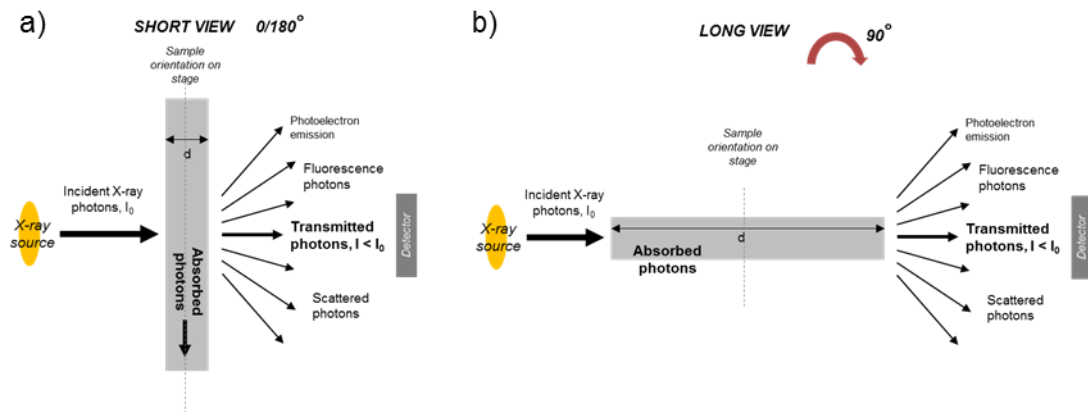 a)
SHORT VIEW 0/180°
Sample
orientation on
stage
Photoelectron
emission
d
Fluorescence
photons
Incident X-ray
photons, I₀
X-ray
source
Transmitted
photons, I < I₀
Detector
Absorbed
photons
Scattered
photons
b)
LONG VIEW
90°
Photoelectron
emission
Sample
orientation on
stage
Fluorescence
photons
Incident X-ray
photons, I₀
X-ray
source
d
Absorbed
photons
Transmitted
photons, I < I₀
Detector
Scattered
photons